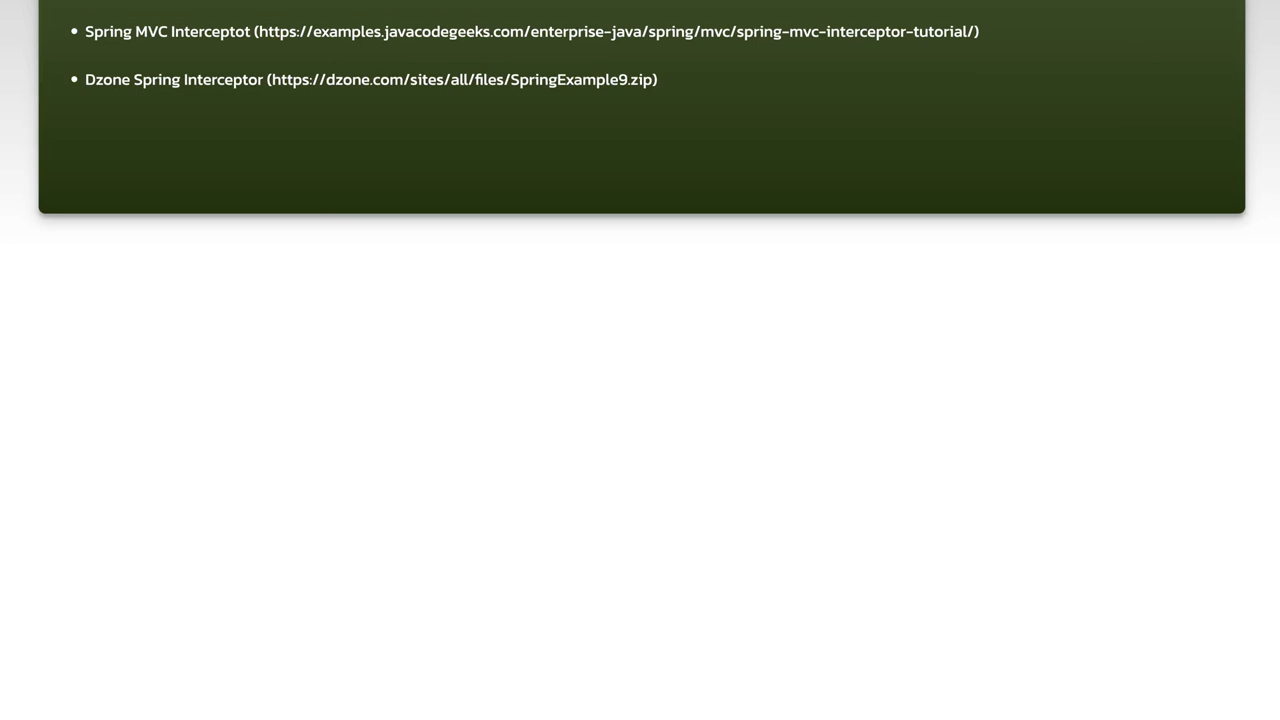 • Spring MVC Interceptot (https://examples.javacodegeeks.com/enterprise-java/spring/mvc/spring-mvc-interceptor-tutorial/)
• Dzone Spring Interceptor (https://dzone.com/sites/all/files/SpringExample9.zip)